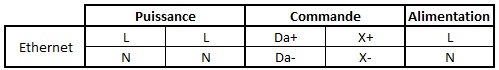 Puissance Commande Alimentation
Ethernet L L Da+ X+ L
N N Da- X- N